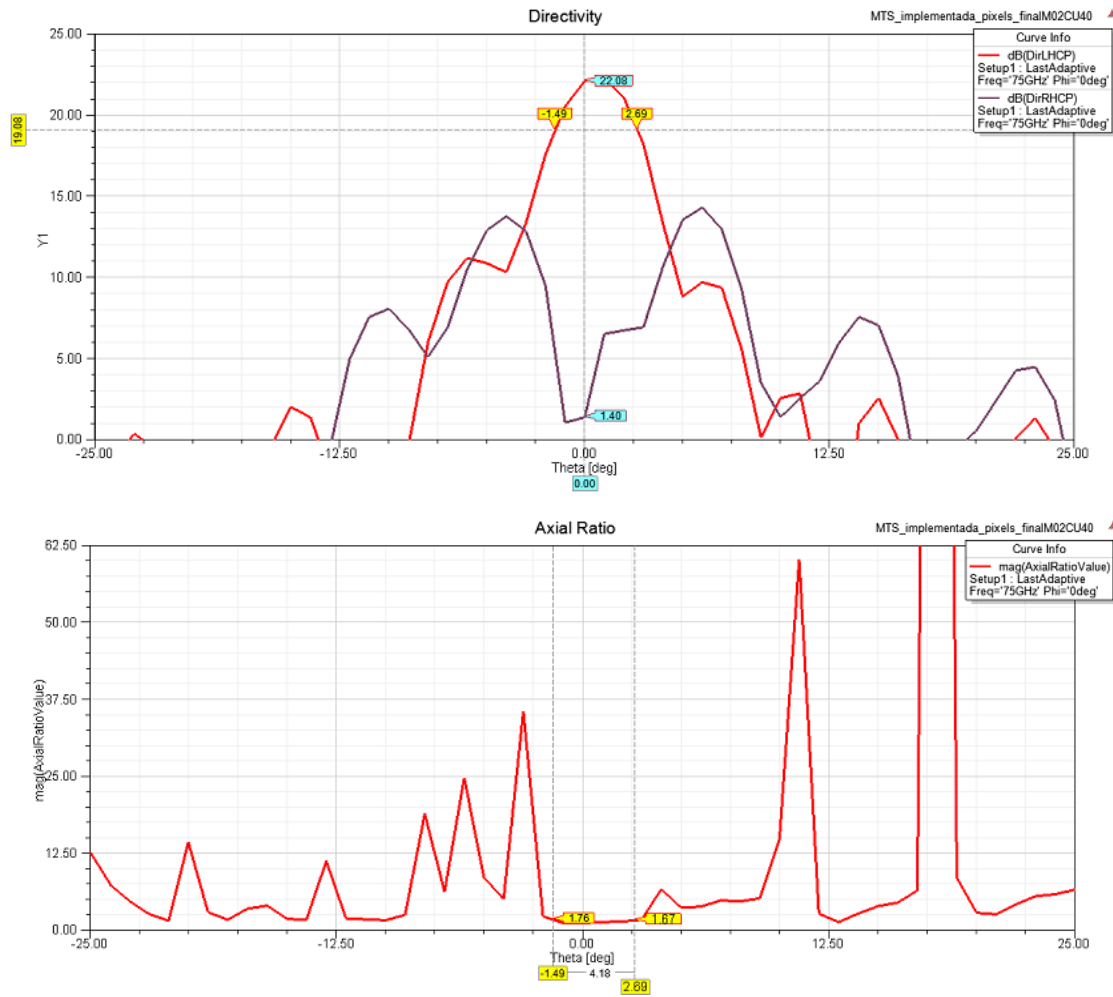 Directivity
MTS_implementada_pixels_finalM02CU40
Curve Info
dB(DirLHCP)
Setup1 : LastAdaptive
Freq='75GHz' Phi='0deg'
dB(DirRHCP)
Setup1 : LastAdaptive
Freq='75GHz' Phi='0deg'
25.00
22.08
20.00
-1.49
2.69
19.08
15.00
Y1
10.00
5.00
1.40
0.00
-25.00
-12.50
0.00
12.50
25.00
Theta [deg]
0.00
Axial Ratio
MTS_implementada_pixels_finalM02CU40
Curve Info
mag(AxialRatioValue)
Setup1 : LastAdaptive
Freq='75GHz' Phi='0deg'
62.50
50.00
37.50
mag(AxialRatioValue)
25.00
12.50
1.76
1.67
0.00
-25.00
-12.50
0.00
12.50
25.00
Theta [deg]
-1.49
4.18
2.69